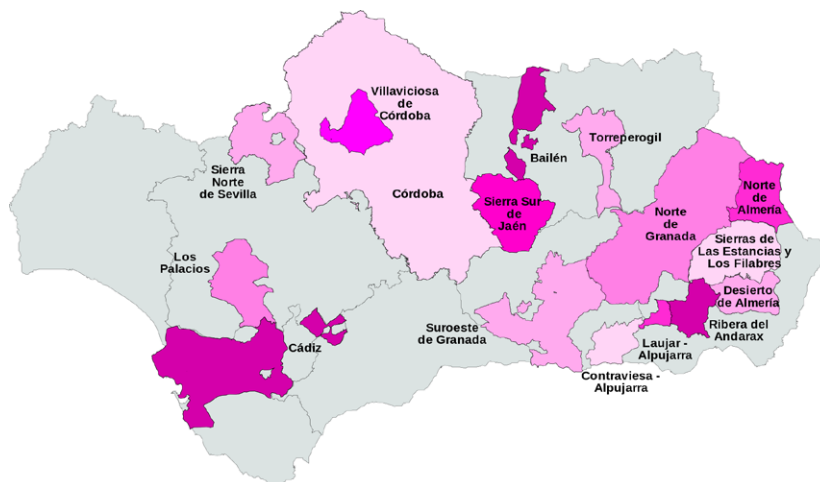 Villaviciosa
de
Córdoba
Torreperogil
Bailén
Sierra
Norte
de Sevilla
Córdoba
Sierra Sur
de
Jaén
Norte
de
Granada
Norte
de
Almería
Sierras de
Las Estancias y
Los Filabres
Los
Palacios
Desierto
de Almería
Suroeste
de Granada
Cádiz
Ribera del
Andarax
Laujar -
Alpujarra
Contraviesa -
Alpujarra